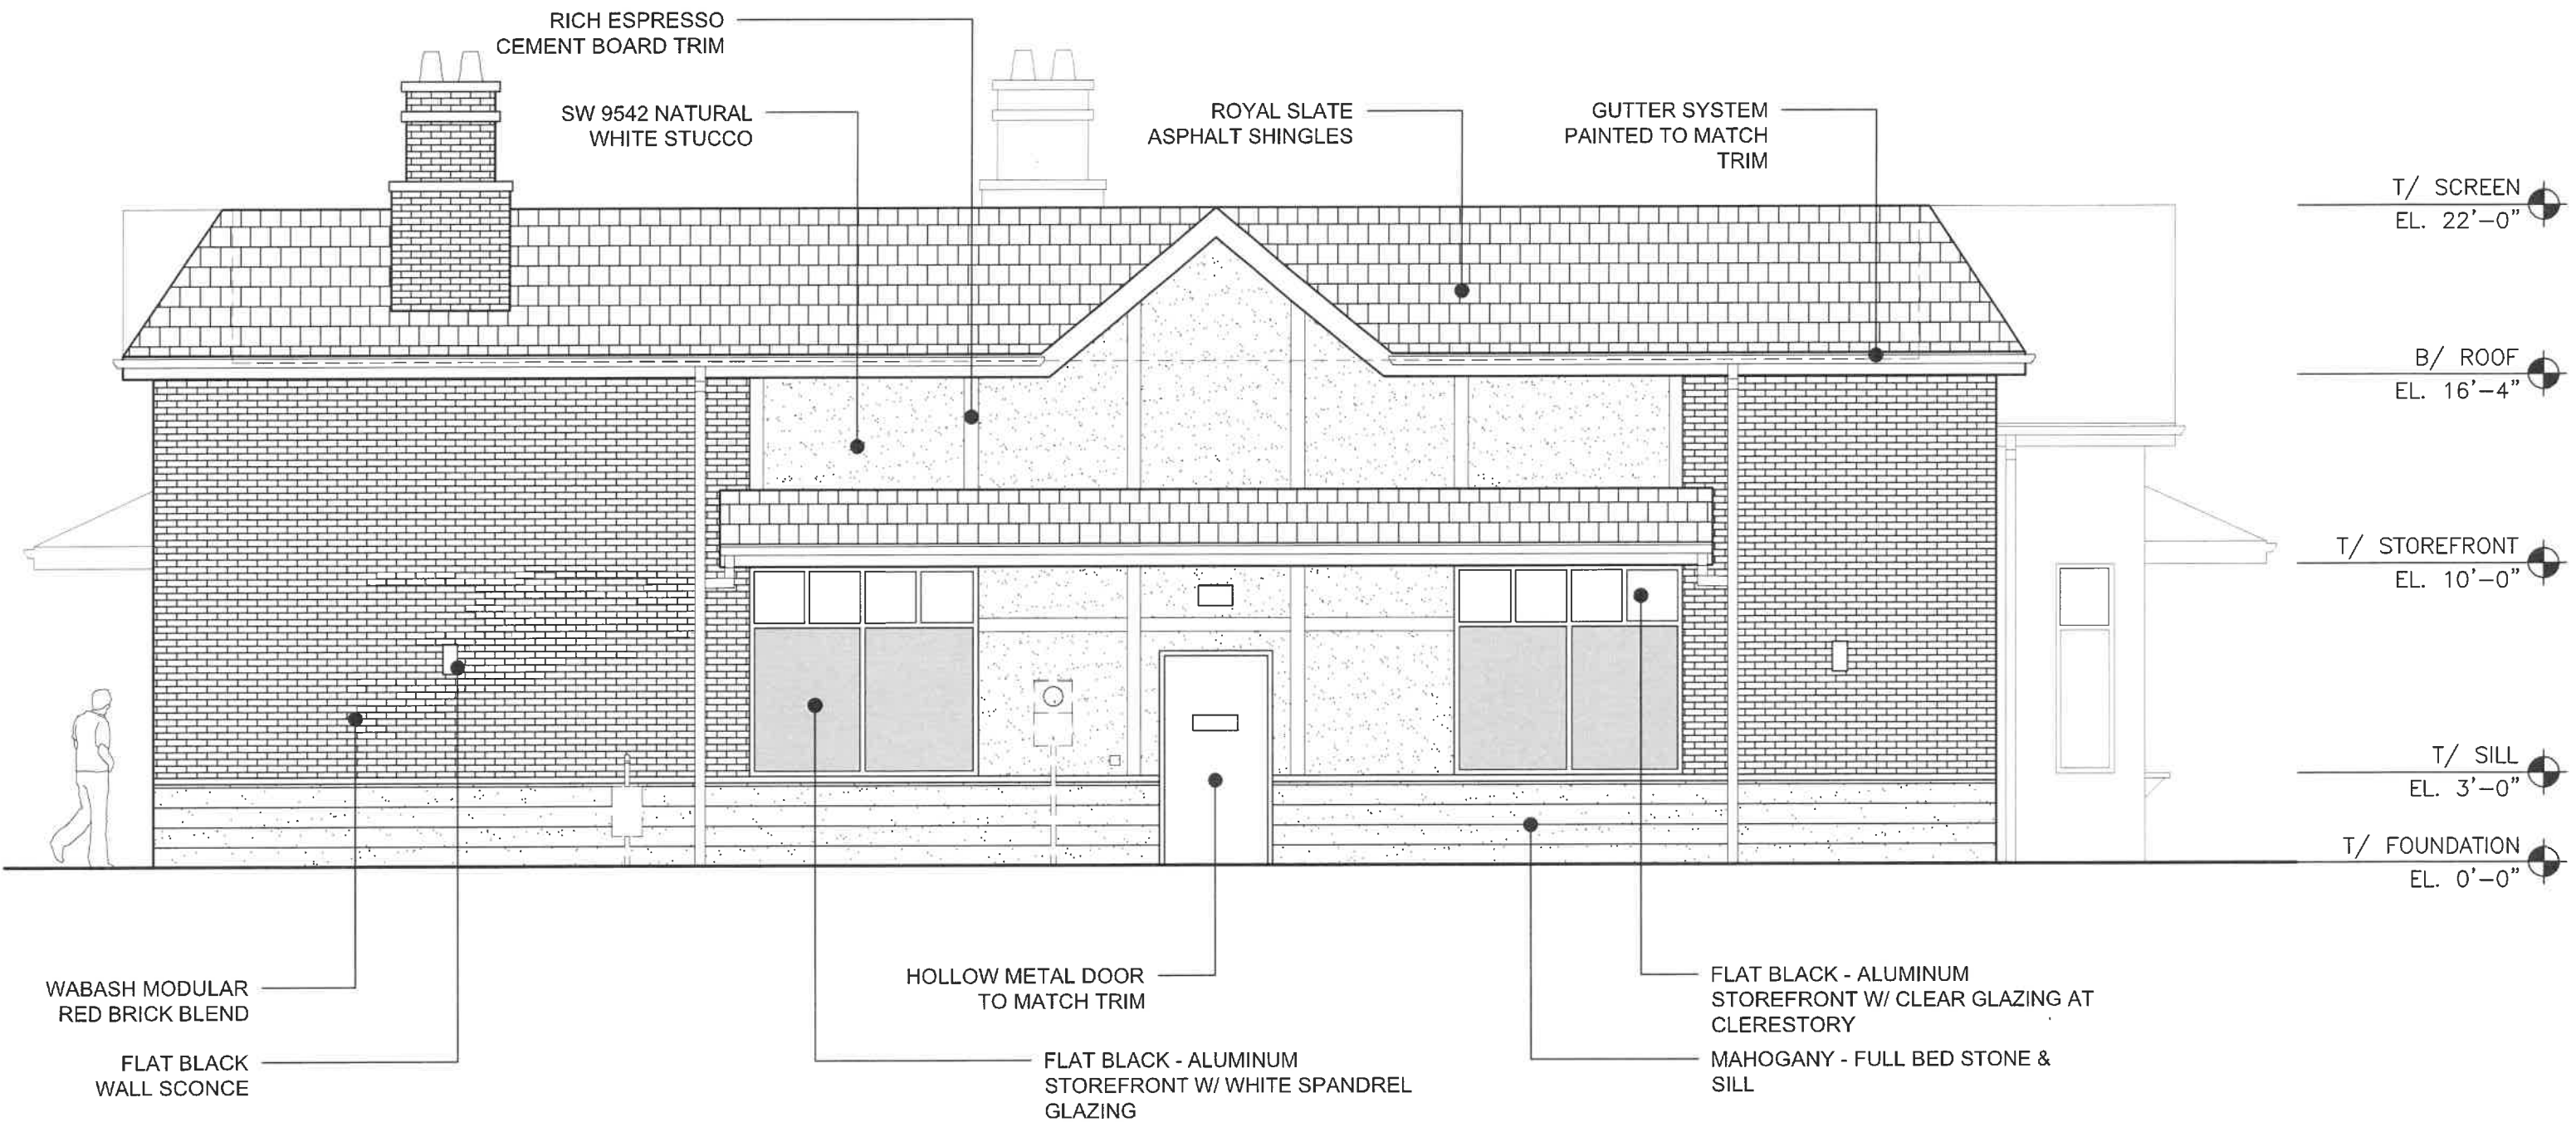 RICH ESPRESSO
CEMENT BOARD TRIM
SW 9542 NATURAL
WHITE STUCCO
ROYAL SLATE
ASPHALT SHINGLES
GUTTER SYSTEM
PAINTED TO MATCH
TRIM
T/ SCREEN
EL. 22'-0"
B/ ROOF
EL. 16'-4"
T/ STOREFRONT
EL. 10'-0"
T/ SILL
EL. 3'-0"
T/ FOUNDATION
EL. 0'-0"
WABASH MODULAR
RED BRICK BLEND
FLAT BLACK
WALL SCONCE
HOLLOW METAL DOOR
TO MATCH TRIM
FLAT BLACK - ALUMINUM
STOREFRONT W/ WHITE SPANDREL
GLAZING
FLAT BLACK - ALUMINUM
STOREFRONT W/ CLEAR GLAZING AT
CLERESTORY
MAHOGANY - FULL BED STONE &
SILL